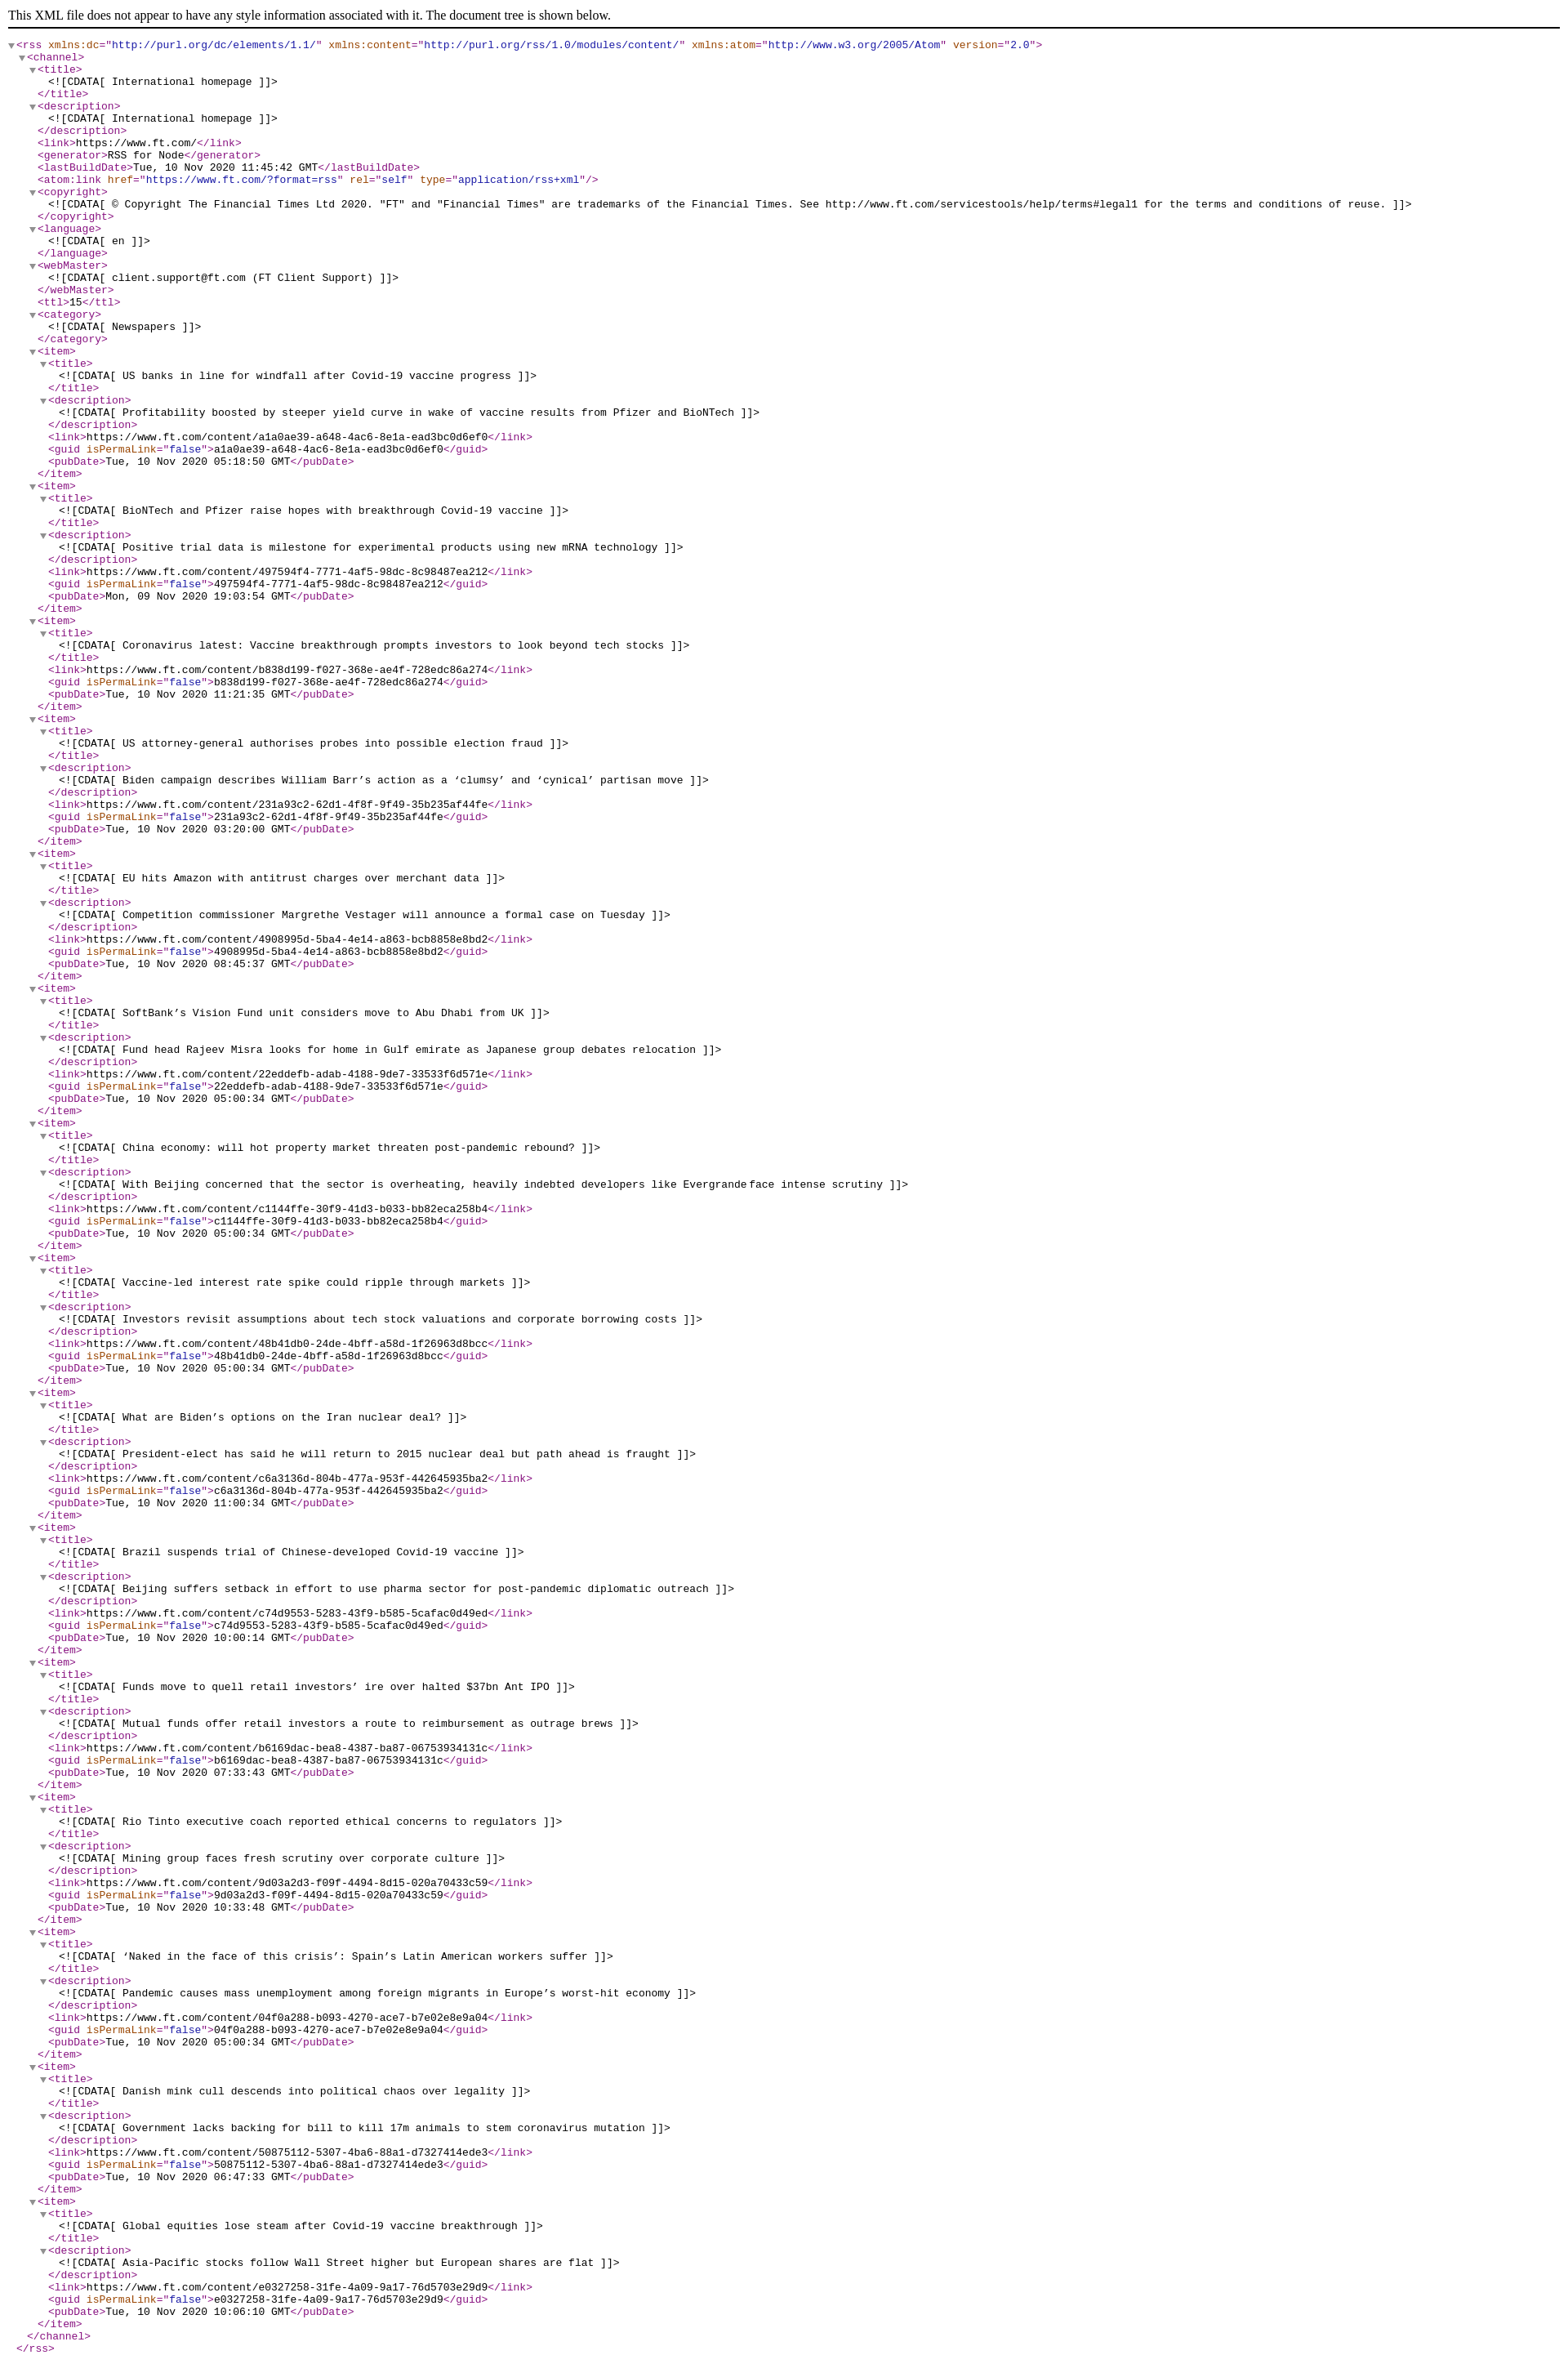 This XML file does not appear to have any style information associated with it. The document tree is shown below.
<rss xmlns:dc="http://purl.org/dc/elements/1.1/" xmlns:content="http://purl.org/rss/1.0/modules/content/" xmlns:atom="http://www.w3.org/2005/Atom" version="2.0">
<channel>
<title>
<![CDATA[ International homepage ]]>
</title>
<description>
<![CDATA[ International homepage ]]>
</description>
<link>https://www.ft.com/</link>
<generator>RSS for Node</generator>
<lastBuildDate>Tue, 10 Nov 2020 11:45:42 GMT</lastBuildDate>
<atom:link href="https://www.ft.com/?format=rss" rel="self" type="application/rss+xml"/>
<copyright>
<![CDATA[ © Copyright The Financial Times Ltd 2020. "FT" and "Financial Times" are trademarks of the Financial Times. See http://www.ft.com/servicestools/help/terms#legal1 for the terms and conditions of reuse. ]]>
</copyright>
<language>
<![CDATA[ en ]]>
</language>
<webMaster>
<![CDATA[ client.support@ft.com (FT Client Support) ]]>
</webMaster>
<ttl>15</ttl>
<category>
<![CDATA[ Newspapers ]]>
</category>
<item>
<title>
<![CDATA[ US banks in line for windfall after Covid-19 vaccine progress ]]>
</title>
<description>
<![CDATA[ Profitability boosted by steeper yield curve in wake of vaccine results from Pfizer and BioNTech ]]>
</description>
<link>https://www.ft.com/content/a1a0ae39-a648-4ac6-8e1a-ead3bc0d6ef0</link>
<guid isPermaLink="false">a1a0ae39-a648-4ac6-8e1a-ead3bc0d6ef0</guid>
<pubDate>Tue, 10 Nov 2020 05:18:50 GMT</pubDate>
</item>
<item>
<title>
<![CDATA[ BioNTech and Pfizer raise hopes with breakthrough Covid-19 vaccine ]]>
</title>
<description>
<![CDATA[ Positive trial data is milestone for experimental products using new mRNA technology ]]>
</description>
<link>https://www.ft.com/content/497594f4-7771-4af5-98dc-8c98487ea212</link>
<guid isPermaLink="false">497594f4-7771-4af5-98dc-8c98487ea212</guid>
<pubDate>Mon, 09 Nov 2020 19:03:54 GMT</pubDate>
</item>
<item>
<title>
<![CDATA[ Coronavirus latest: Vaccine breakthrough prompts investors to look beyond tech stocks ]]>
</title>
<link>https://www.ft.com/content/b838d199-f027-368e-ae4f-728edc86a274</link>
<guid isPermaLink="false">b838d199-f027-368e-ae4f-728edc86a274</guid>
<pubDate>Tue, 10 Nov 2020 11:21:35 GMT</pubDate>
</item>
<item>
<title>
<![CDATA[ US attorney-general authorises probes into possible election fraud ]]>
</title>
<description>
<![CDATA[ Biden campaign describes William Barr’s action as a ‘clumsy’ and ‘cynical’ partisan move ]]>
</description>
<link>https://www.ft.com/content/231a93c2-62d1-4f8f-9f49-35b235af44fe</link>
<guid isPermaLink="false">231a93c2-62d1-4f8f-9f49-35b235af44fe</guid>
<pubDate>Tue, 10 Nov 2020 03:20:00 GMT</pubDate>
</item>
<item>
<title>
<![CDATA[ EU hits Amazon with antitrust charges over merchant data ]]>
</title>
<description>
<![CDATA[ Competition commissioner Margrethe Vestager will announce a formal case on Tuesday ]]>
</description>
<link>https://www.ft.com/content/4908995d-5ba4-4e14-a863-bcb8858e8bd2</link>
<guid isPermaLink="false">4908995d-5ba4-4e14-a863-bcb8858e8bd2</guid>
<pubDate>Tue, 10 Nov 2020 08:45:37 GMT</pubDate>
</item>
<item>
<title>
<![CDATA[ SoftBank’s Vision Fund unit considers move to Abu Dhabi from UK ]]>
</title>
<description>
<![CDATA[ Fund head Rajeev Misra looks for home in Gulf emirate as Japanese group debates relocation ]]>
</description>
<link>https://www.ft.com/content/22eddefb-adab-4188-9de7-33533f6d571e</link>
<guid isPermaLink="false">22eddefb-adab-4188-9de7-33533f6d571e</guid>
<pubDate>Tue, 10 Nov 2020 05:00:34 GMT</pubDate>
</item>
<item>
<title>
<![CDATA[ China economy: will hot property market threaten post-pandemic rebound? ]]>
</title>
<description>
<![CDATA[ With Beijing concerned that the sector is overheating, heavily indebted developers like Evergrande face intense scrutiny ]]>
</description>
<link>https://www.ft.com/content/c1144ffe-30f9-41d3-b033-bb82eca258b4</link>
<guid isPermaLink="false">c1144ffe-30f9-41d3-b033-bb82eca258b4</guid>
<pubDate>Tue, 10 Nov 2020 05:00:34 GMT</pubDate>
</item>
<item>
<title>
<![CDATA[ Vaccine-led interest rate spike could ripple through markets ]]>
</title>
<description>
<![CDATA[ Investors revisit assumptions about tech stock valuations and corporate borrowing costs ]]>
</description>
<link>https://www.ft.com/content/48b41db0-24de-4bff-a58d-1f26963d8bcc</link>
<guid isPermaLink="false">48b41db0-24de-4bff-a58d-1f26963d8bcc</guid>
<pubDate>Tue, 10 Nov 2020 05:00:34 GMT</pubDate>
</item>
<item>
<title>
<![CDATA[ What are Biden’s options on the Iran nuclear deal? ]]>
</title>
<description>
<![CDATA[ President-elect has said he will return to 2015 nuclear deal but path ahead is fraught ]]>
</description>
<link>https://www.ft.com/content/c6a3136d-804b-477a-953f-442645935ba2</link>
<guid isPermaLink="false">c6a3136d-804b-477a-953f-442645935ba2</guid>
<pubDate>Tue, 10 Nov 2020 11:00:34 GMT</pubDate>
</item>
<item>
<title>
<![CDATA[ Brazil suspends trial of Chinese-developed Covid-19 vaccine ]]>
</title>
<description>
<![CDATA[ Beijing suffers setback in effort to use pharma sector for post-pandemic diplomatic outreach ]]>
</description>
<link>https://www.ft.com/content/c74d9553-5283-43f9-b585-5cafac0d49ed</link>
<guid isPermaLink="false">c74d9553-5283-43f9-b585-5cafac0d49ed</guid>
<pubDate>Tue, 10 Nov 2020 10:00:14 GMT</pubDate>
</item>
<item>
<title>
<![CDATA[ Funds move to quell retail investors’ ire over halted $37bn Ant IPO ]]>
</title>
<description>
<![CDATA[ Mutual funds offer retail investors a route to reimbursement as outrage brews ]]>
</description>
<link>https://www.ft.com/content/b6169dac-bea8-4387-ba87-06753934131c</link>
<guid isPermaLink="false">b6169dac-bea8-4387-ba87-06753934131c</guid>
<pubDate>Tue, 10 Nov 2020 07:33:43 GMT</pubDate>
</item>
<item>
<title>
<![CDATA[ Rio Tinto executive coach reported ethical concerns to regulators ]]>
</title>
<description>
<![CDATA[ Mining group faces fresh scrutiny over corporate culture ]]>
</description>
<link>https://www.ft.com/content/9d03a2d3-f09f-4494-8d15-020a70433c59</link>
<guid isPermaLink="false">9d03a2d3-f09f-4494-8d15-020a70433c59</guid>
<pubDate>Tue, 10 Nov 2020 10:33:48 GMT</pubDate>
</item>
<item>
<title>
<![CDATA[ ‘Naked in the face of this crisis’: Spain’s Latin American workers suffer ]]>
</title>
<description>
<![CDATA[ Pandemic causes mass unemployment among foreign migrants in Europe’s worst-hit economy ]]>
</description>
<link>https://www.ft.com/content/04f0a288-b093-4270-ace7-b7e02e8e9a04</link>
<guid isPermaLink="false">04f0a288-b093-4270-ace7-b7e02e8e9a04</guid>
<pubDate>Tue, 10 Nov 2020 05:00:34 GMT</pubDate>
</item>
<item>
<title>
<![CDATA[ Danish mink cull descends into political chaos over legality ]]>
</title>
<description>
<![CDATA[ Government lacks backing for bill to kill 17m animals to stem coronavirus mutation ]]>
</description>
<link>https://www.ft.com/content/50875112-5307-4ba6-88a1-d7327414ede3</link>
<guid isPermaLink="false">50875112-5307-4ba6-88a1-d7327414ede3</guid>
<pubDate>Tue, 10 Nov 2020 06:47:33 GMT</pubDate>
</item>
<item>
<title>
<![CDATA[ Global equities lose steam after Covid-19 vaccine breakthrough ]]>
</title>
<description>
<![CDATA[ Asia-Pacific stocks follow Wall Street higher but European shares are flat ]]>
</description>
<link>https://www.ft.com/content/e0327258-31fe-4a09-9a17-76d5703e29d9</link>
<guid isPermaLink="false">e0327258-31fe-4a09-9a17-76d5703e29d9</guid>
<pubDate>Tue, 10 Nov 2020 10:06:10 GMT</pubDate>
</item>
</channel>
</rss>